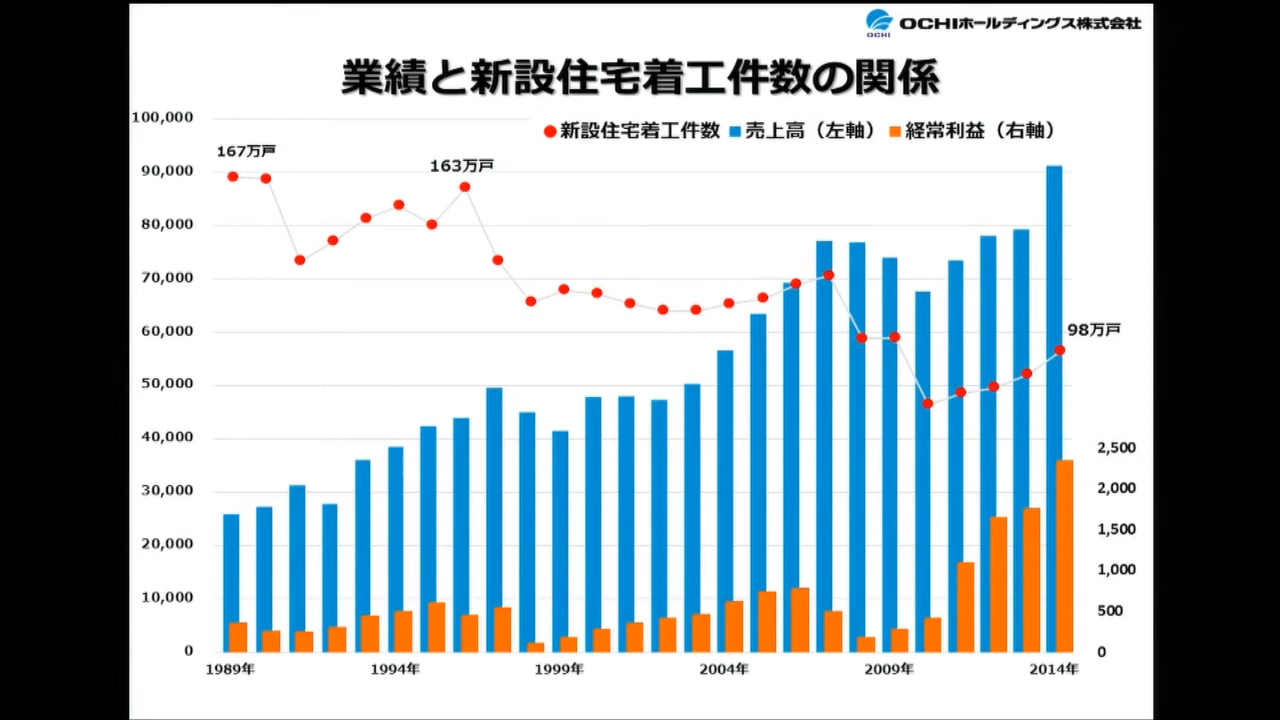 OCHI
OCHIホールディングス株式会社
業績と新設住宅着工件数の関係
新設住宅着工件数 売上高（左軸） 経常利益（右軸）
100,000
90,000
80,000
70,000
60,000
50,000
40,000
30,000
20,000
10,000
0
167万戸
163万戸
98万戸
2,500
2,000
1,500
1,000
500
0
1989年 1994年 1999年 2004年 2009年 2014年